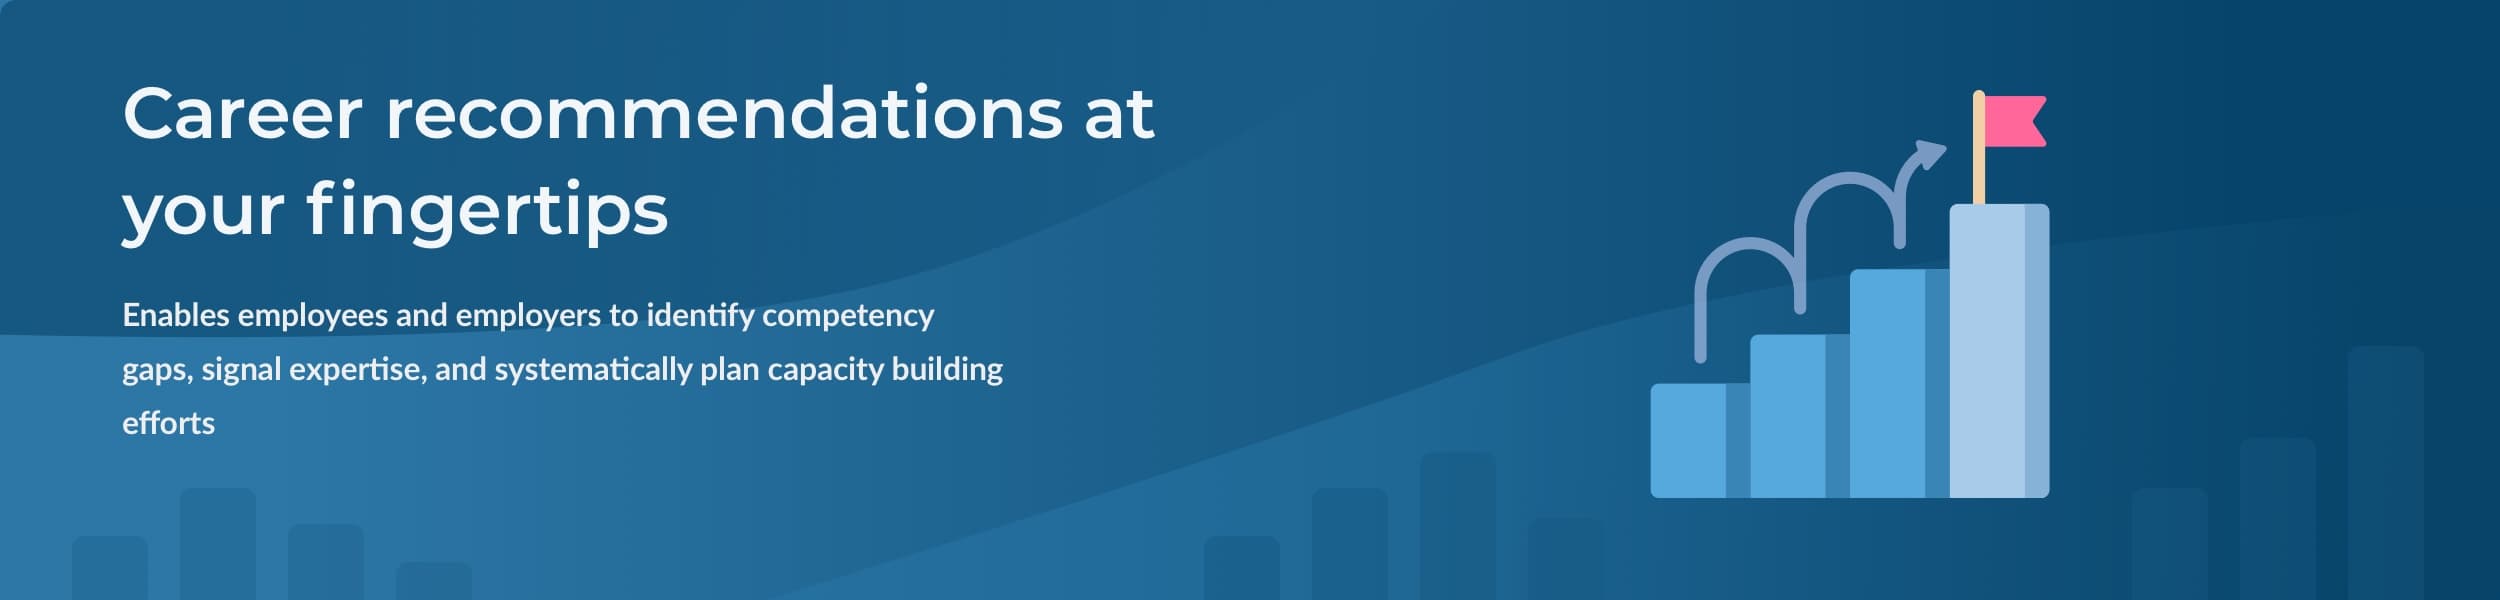 Career recommendations at
your fingertips
Enables employees and employers to identify competency
gaps, signal expertise, and systematically plan capacity building
efforts